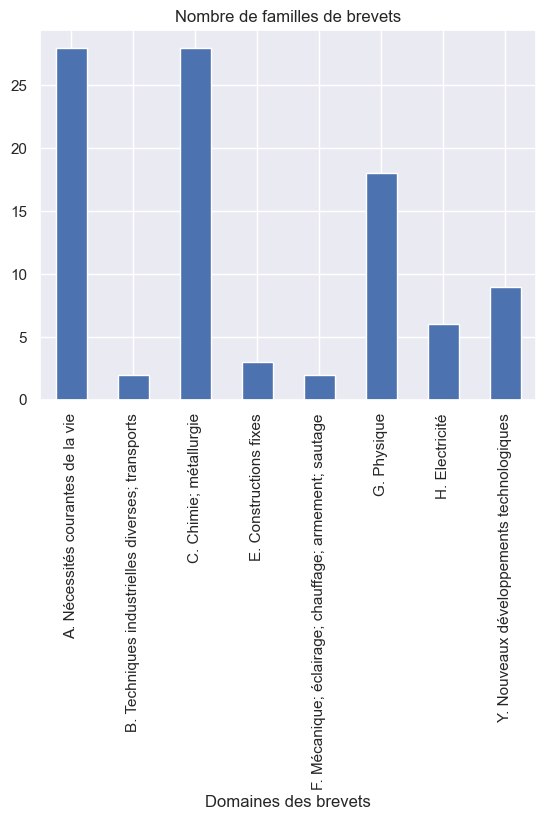 Nombre de familles de brevets
25
20
15
10
5
0
A. Nécessités courantes de la vie
B. Techniques industrielles diverses; transports
C. Chimie; métallurgie
E. Constructions fixes
F. Mécanique; éclairage; chauffage; armement; sautage
G. Physique
H. Electricité
Y. Nouveaux développements technologiques
Domaines des brevets